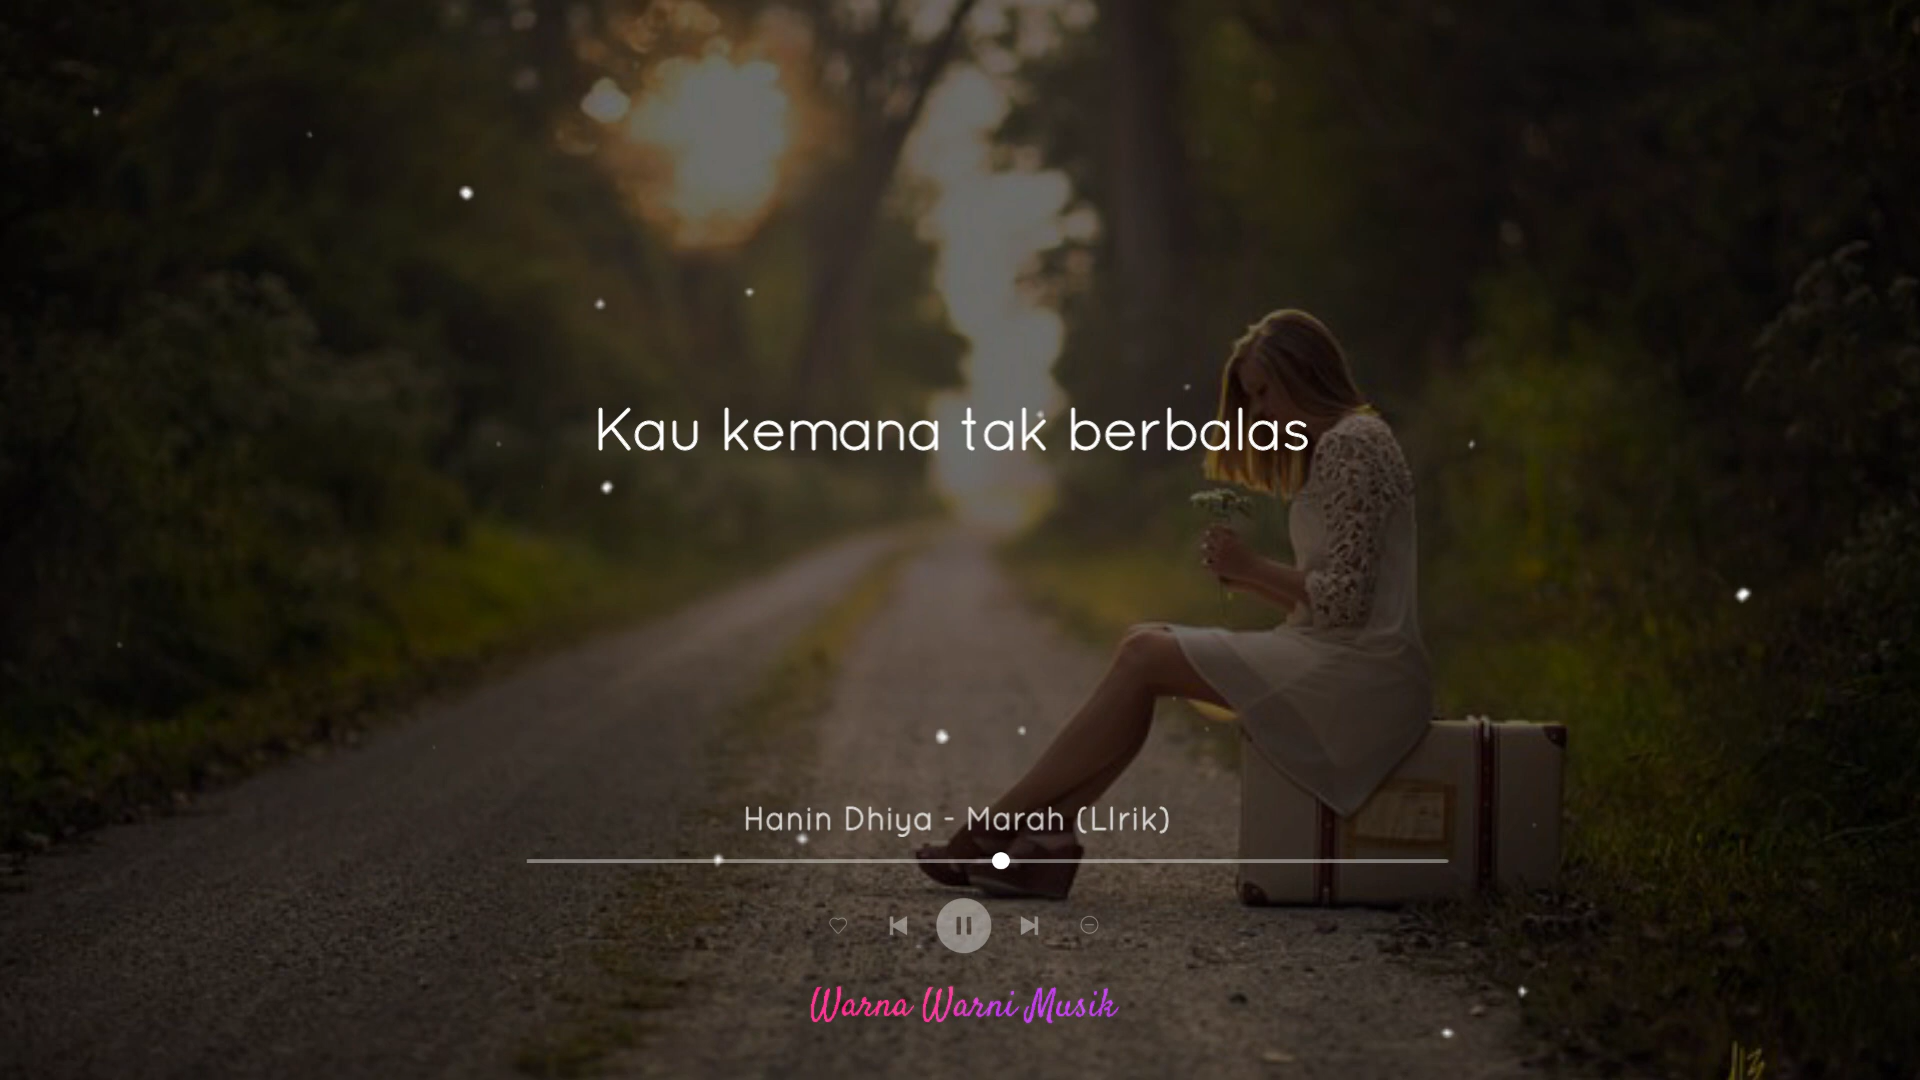 Kau kemana tak berbalas
Hanin Dhiya - Marah (LIrik)
Warna Warni Musik